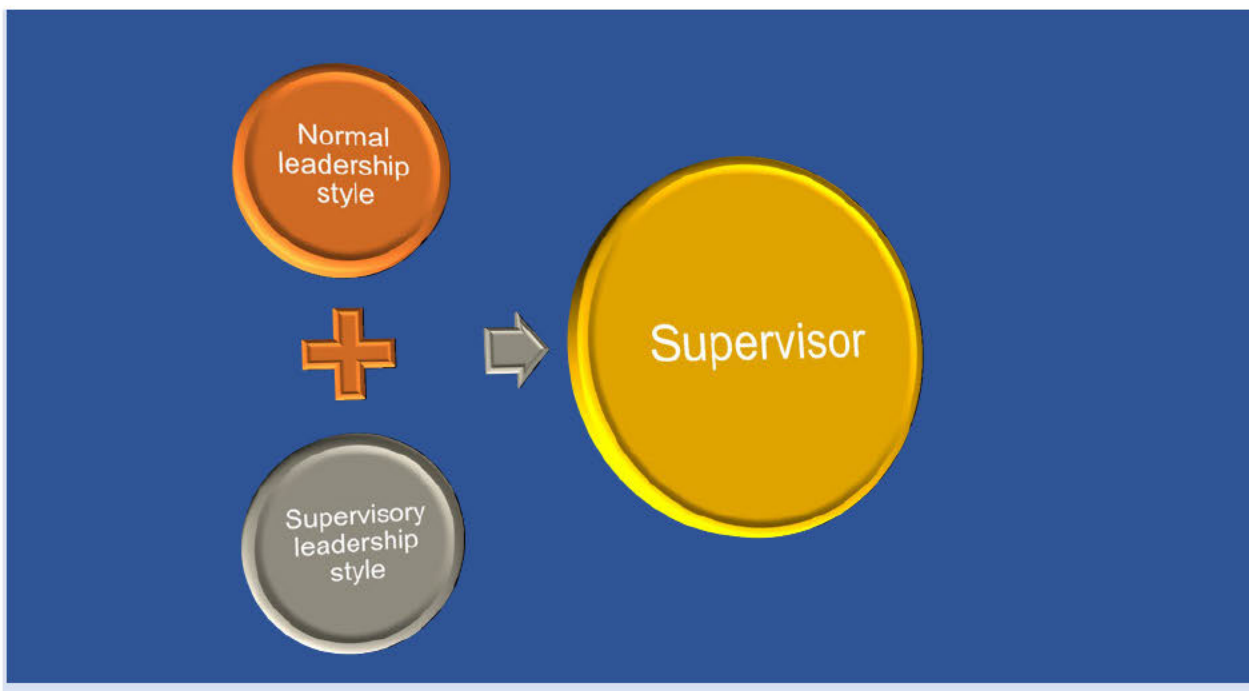 Normal
leadership
style
Supervisory
leadership
style
Supervisor